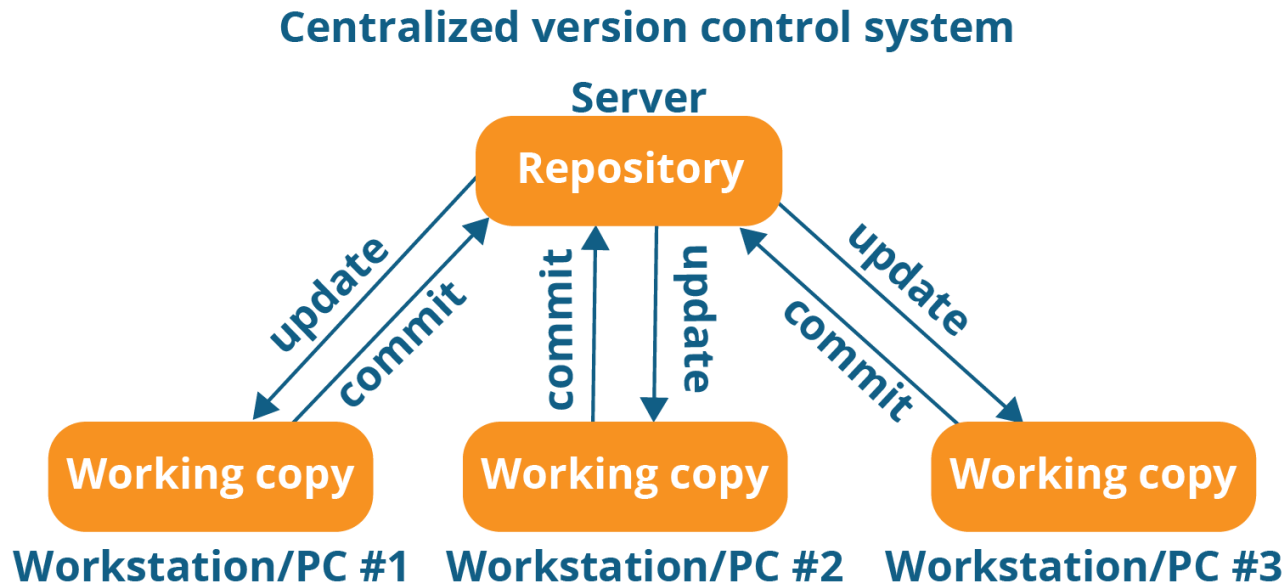 Centralized version control system
Server
Repository
update
commit
commit
update
commit
update
Working copy
Working copy
Working copy
Workstation/PC #1
Workstation/PC #2
Workstation/PC #3